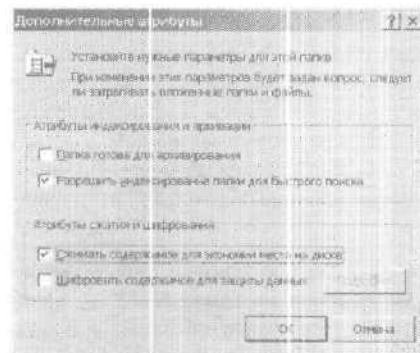 Дополнительные атрибуты
Установите нужные параметры для этой папки
При изменении этих параметров будет задан вопрос, следует
ли затрагивать вложенные папки и файлы.
Атрибуты индексирования и архивации
Папка готова для архивирования
Разрешить индексирование папки для быстрого поиска
Атрибуты сжатия и шифрования
Сжимать содержимое для экономии места на диске
Шифровать содержимое для защиты данных
ОК
Отмена